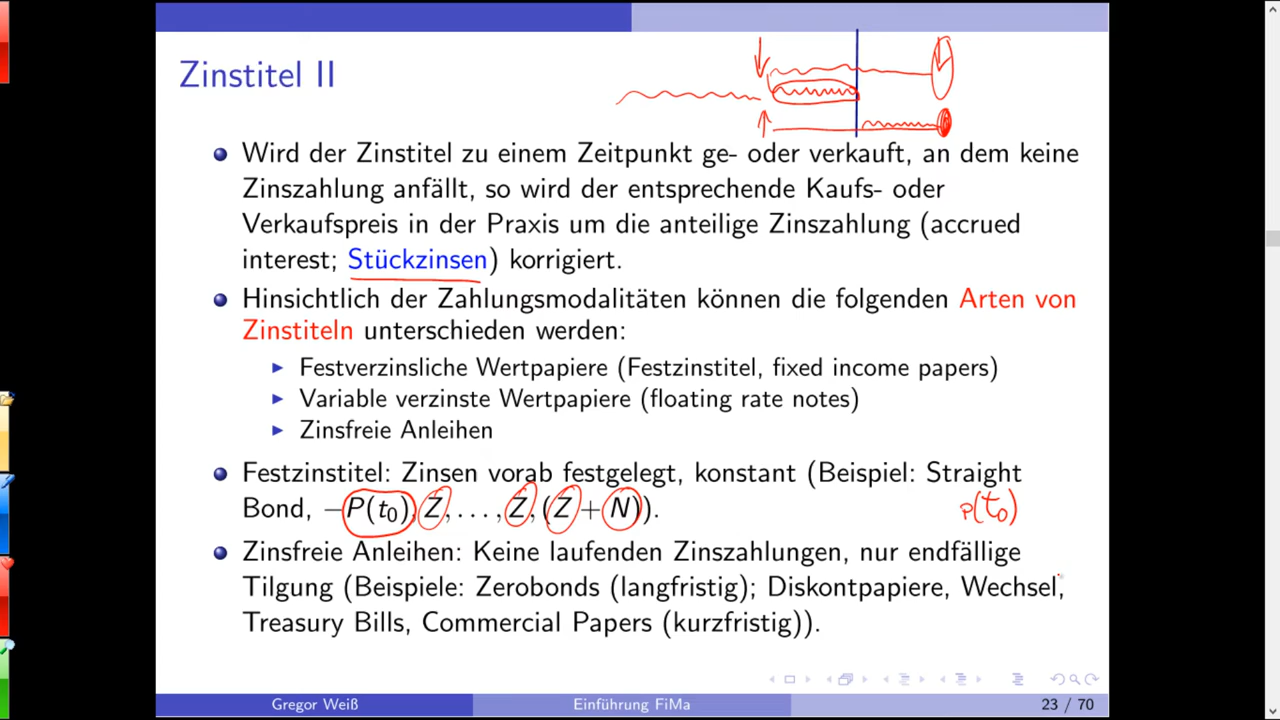 Zinstitel II
Wird der Zinstitel zu einem Zeitpunkt ge- oder verkauft, an dem keine
Zinszahlung anfällt, so wird der entsprechende Kaufs- oder
Verkaufspreis in der Praxis um die anteilige Zinszahlung (accrued
interest; Stückzinsen) korrigiert.
Hinsichtlich der Zahlungsmodalitäten können die folgenden Arten von
Zinstiteln unterschieden werden:
Festverzinsliche Wertpapiere (Festzinstitel, fixed income papers)
Variable verzinste Wertpapiere (floating rate notes)
Zinsfreie Anleihen
Festzinstitel: Zinsen vorab festgelegt, konstant (Beispiel: Straight
Bond, −P(t₀), Z, . . . , Z, (Z + N)).
p(t₀)
Zinsfreie Anleihen: Keine laufenden Zinszahlungen, nur endfällige
Tilgung (Beispiele: Zerobonds (langfristig); Diskontpapiere, Wechsel,
Treasury Bills, Commercial Papers (kurzfristig)).
Gregor Weiß Einführung FiMa 23 / 70